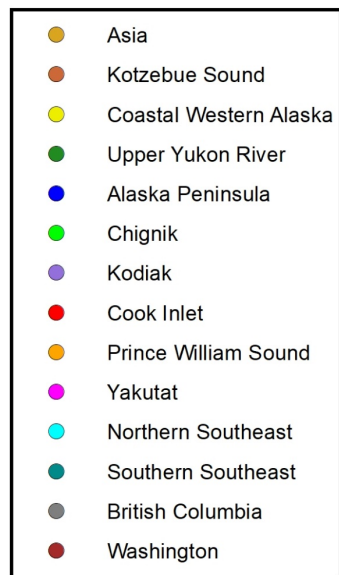 Asia
Kotzebue Sound
Coastal Western Alaska
Upper Yukon River
Alaska Peninsula
Chignik
Kodiak
Cook Inlet
Prince William Sound
Yakutat
Northern Southeast
Southern Southeast
British Columbia
Washington